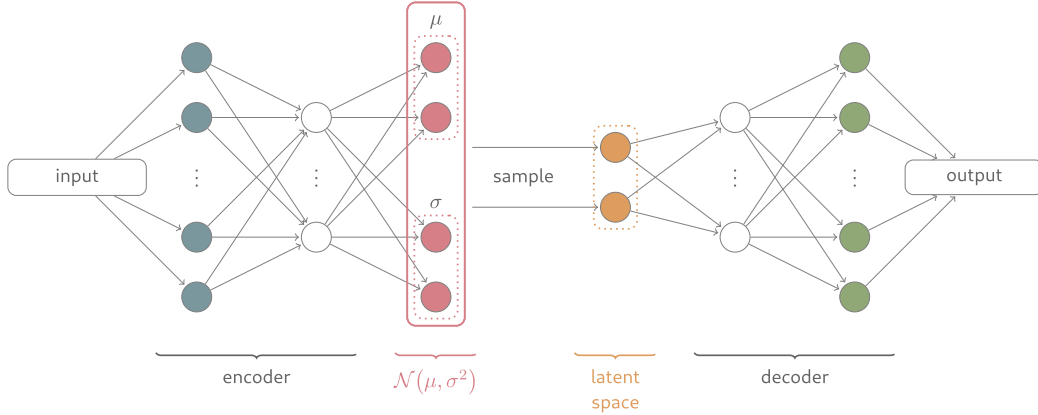 μ
input
⋮
⋮
σ
sample
⋮
⋮
output
encoder
𝒩(μ, σ²)
latent
space
decoder